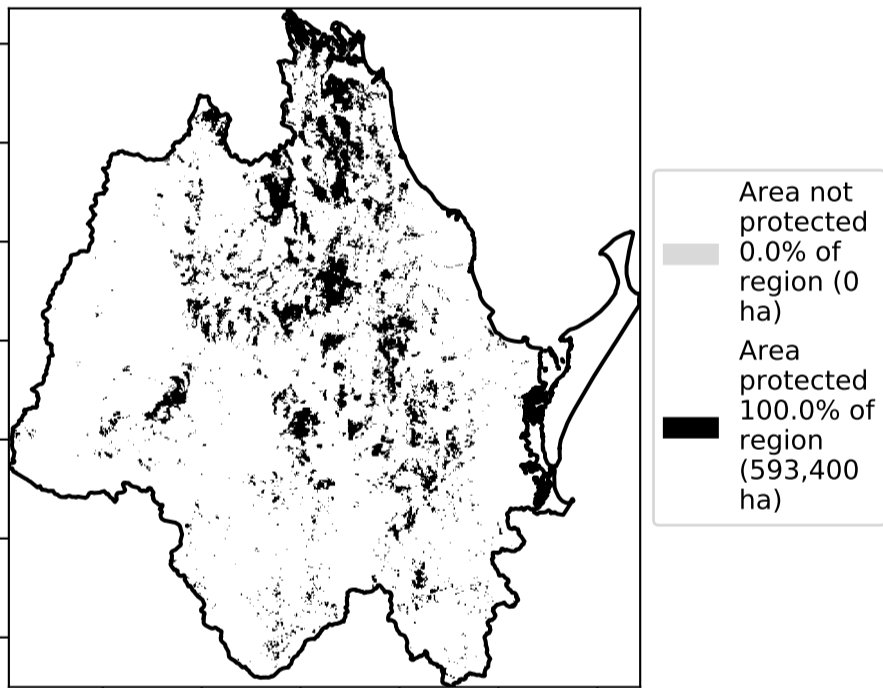 Area not
protected
0.0% of
region (0
ha)
Area
protected
100.0% of
region
(593,400
ha)